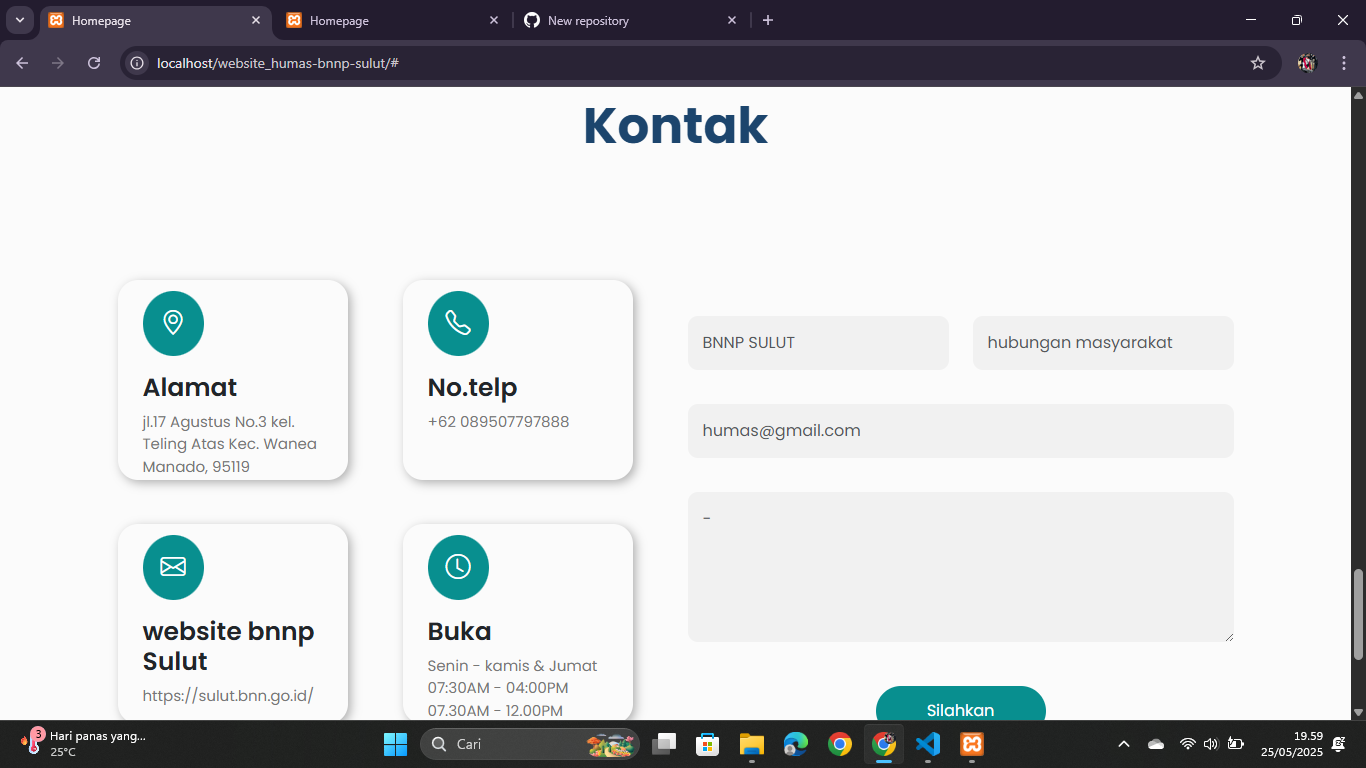 Homepage
Homepage
New repository
localhost/website_humas-bnnp-sulut/#
Kontak
Alamat
jl.17 Agustus No.3 kel.
Teling Atas Kec. Wanea
Manado, 95119
No.telp
+62 089507797888
website bnnp
Sulut
https://sulut.bnn.go.id/
Buka
Senin - kamis & Jumat
07:30AM - 04:00PM
07.30AM - 12.00PM
BNNP SULUT
hubungan masyarakat
humas@gmail.com
-
Silahkan
3
Hari panas yang...
25°C
Cari
19.59
25/05/2025